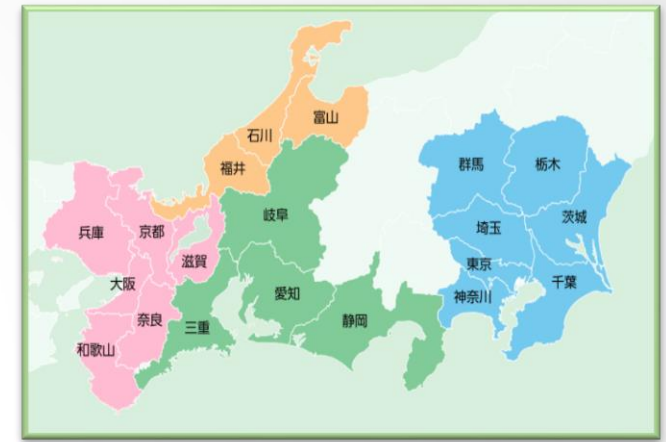 富山
石川
福井
群馬
栃木
岐阜
茨城
埼玉
兵庫
京都
滋賀
東京
千葉
大阪
愛知
神奈川
奈良
三重
静岡
和歌山